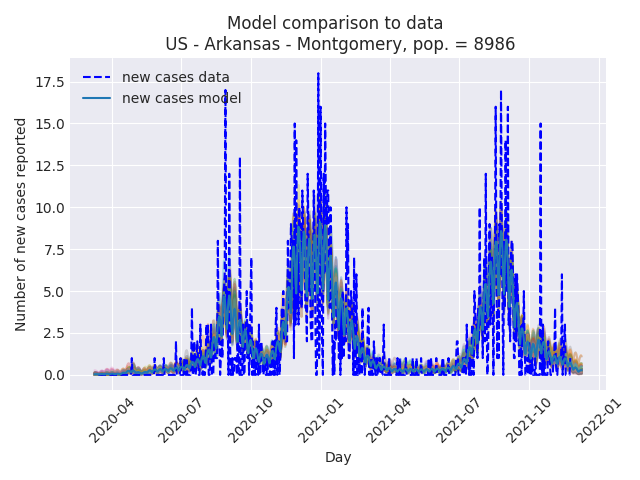 Model comparison to data
US - Arkansas - Montgomery, pop. = 8986
new cases data
new cases model
Number of new cases reported
17.5
15.0
12.5
10.0
7.5
5.0
2.5
0.0
2020-04
2020-07
2020-10
2021-01
2021-04
2021-07
2021-10
2022-01
Day